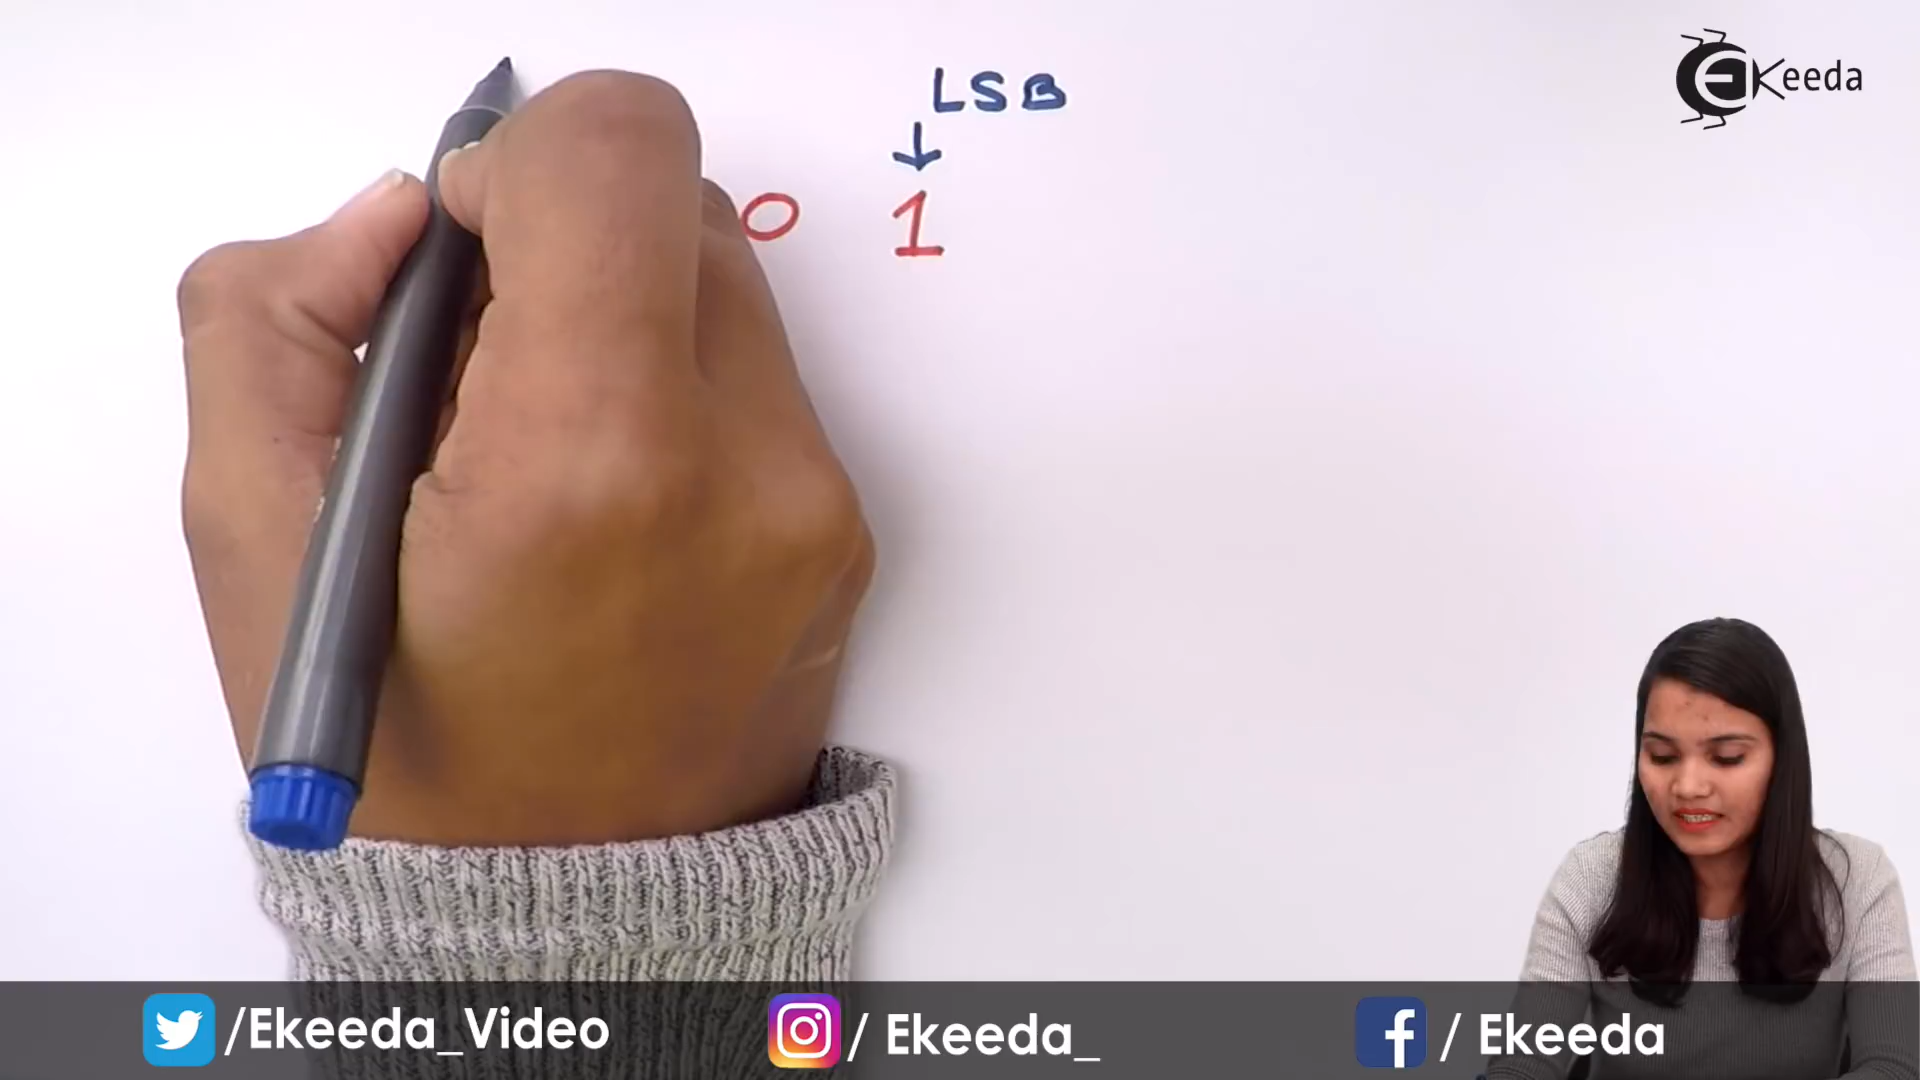 LSB
EKeeda
↓
0 1
/Ekeeda_Video
/ Ekeeda_
/ Ekeeda